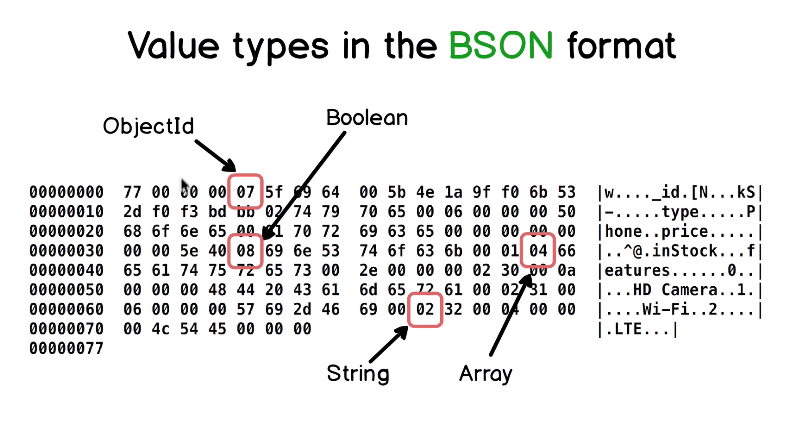 Value types in the BSON format
Boolean
ObjectId
00000000 77 00 00 00 00 07 5f 69 64 00 5b 4e 1a 9f f0 6b 53 |w...._id.[N...kS|
00000010 2d f0 f3 bd bb 02 74 79 70 65 00 06 00 00 00 50 |-.....type.....P|
00000020 68 6f 6e 65 00 01 70 72 69 63 65 00 00 00 00 00 |hone..price.....|
00000030 00 00 5e 40 08 69 6e 53 74 6f 63 6b 00 01 04 66 |..^@.inStock...f|
00000040 65 61 74 75 72 65 73 00 2e 00 00 00 02 30 00 0a |eatures......0..|
00000050 00 00 00 48 44 20 43 61 6d 65 72 61 00 02 31 00 |...HD Camera..1.|
00000060 06 00 00 00 57 69 2d 46 69 00 02 32 00 04 00 00 |....Wi-Fi..2....|
00000070 00 4c 54 45 00 00 00 |.LTE...|
00000077
String Array